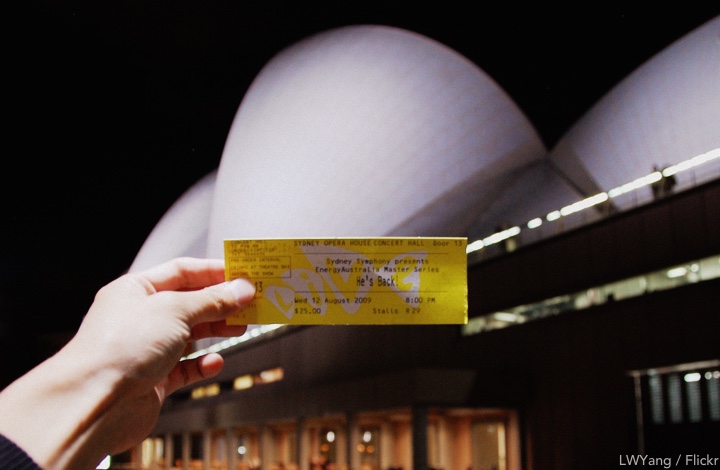 SYDNEY OPERA HOUSE CONCERT HALL Door 13
Sydney Symphony presents
EnergyAustralia Master Series
He's Back!
13
Wed 12 August 2009 8:00 PM
$35.00 Stalls
LWYang / Flickr